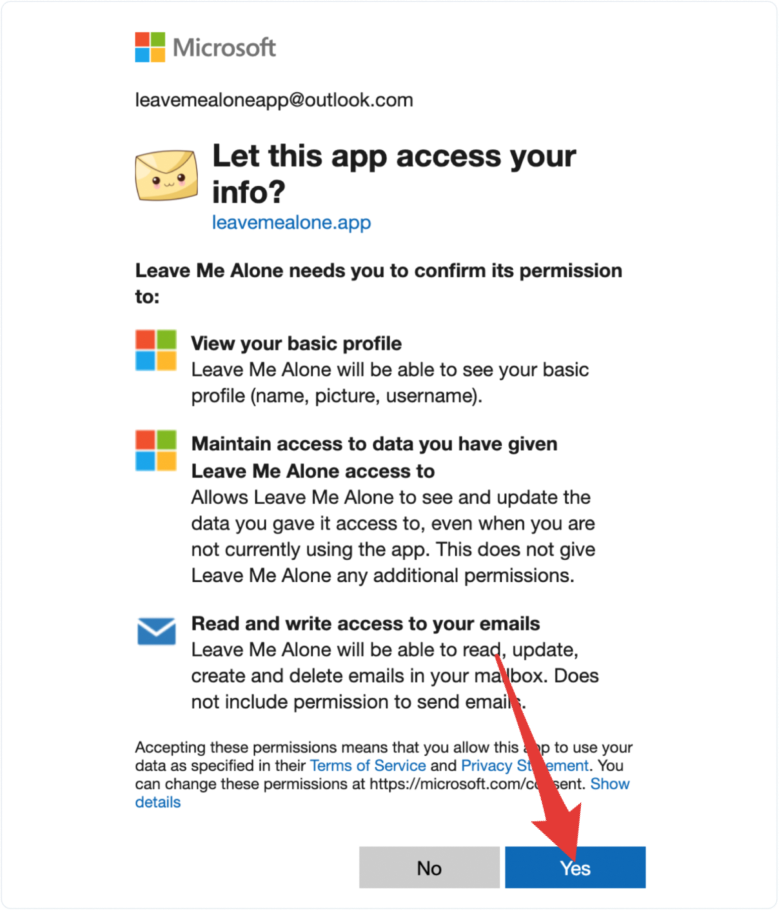 Microsoft
leavemealoneapp@outlook.com
Let this app access your
info?
leavemealone.app
Leave Me Alone needs you to confirm its permission
to:
View your basic profile
Leave Me Alone will be able to see your basic
profile (name, picture, username).
Maintain access to data you have given
Leave Me Alone access to
Allows Leave Me Alone to see and update the
data you gave it access to, even when you are
not currently using the app. This does not give
Leave Me Alone any additional permissions.
Read and write access to your emails
Leave Me Alone will be able to read, update,
create and delete emails in your mailbox. Does
not include permission to send emails.
Accepting these permissions means that you allow this app to use your
data as specified in their Terms of Service and Privacy Statement. You
can change these permissions at https://microsoft.com/consent. Show
details
No
Yes